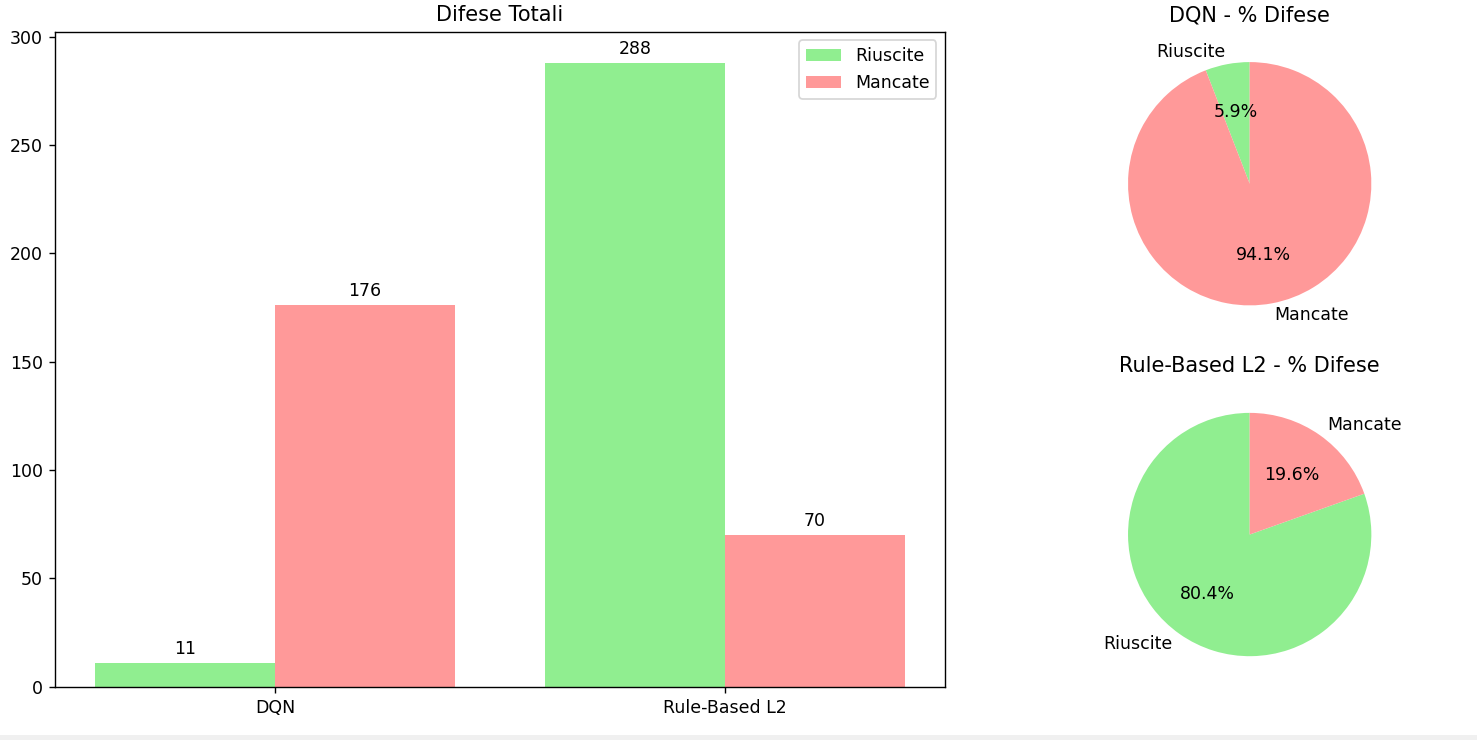 Difese Totali
300
250
200
150
100
50
0
11
176
288
70
Riuscite
Mancate
DQN
Rule-Based L2
DQN - % Difese
Riuscite
5.9%
94.1%
Mancate
Rule-Based L2 - % Difese
Mancate
19.6%
80.4%
Riuscite